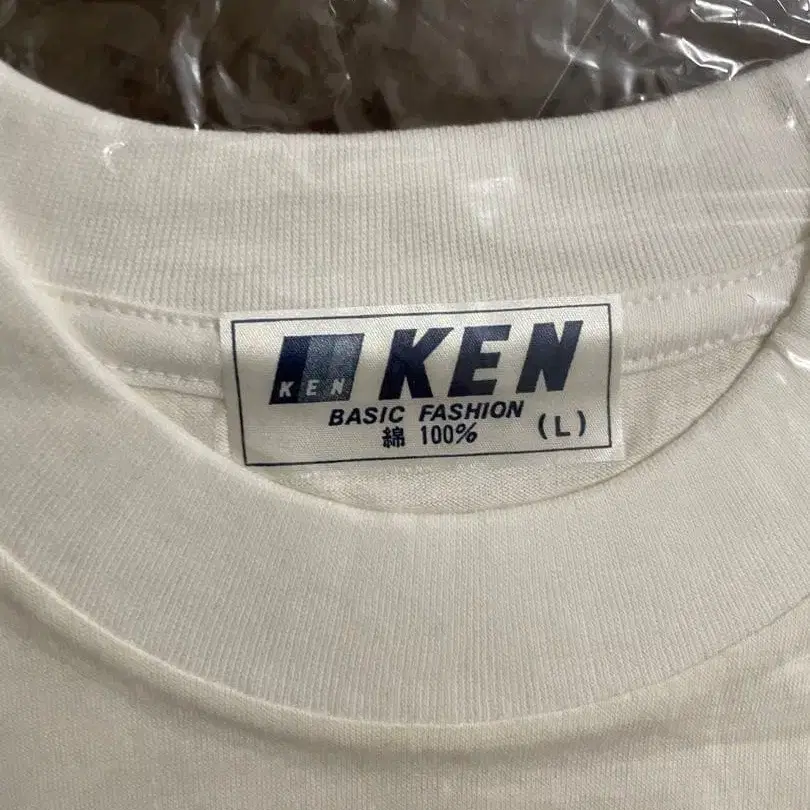 KEN KEN
BASIC FASHION
綿 100% (L)